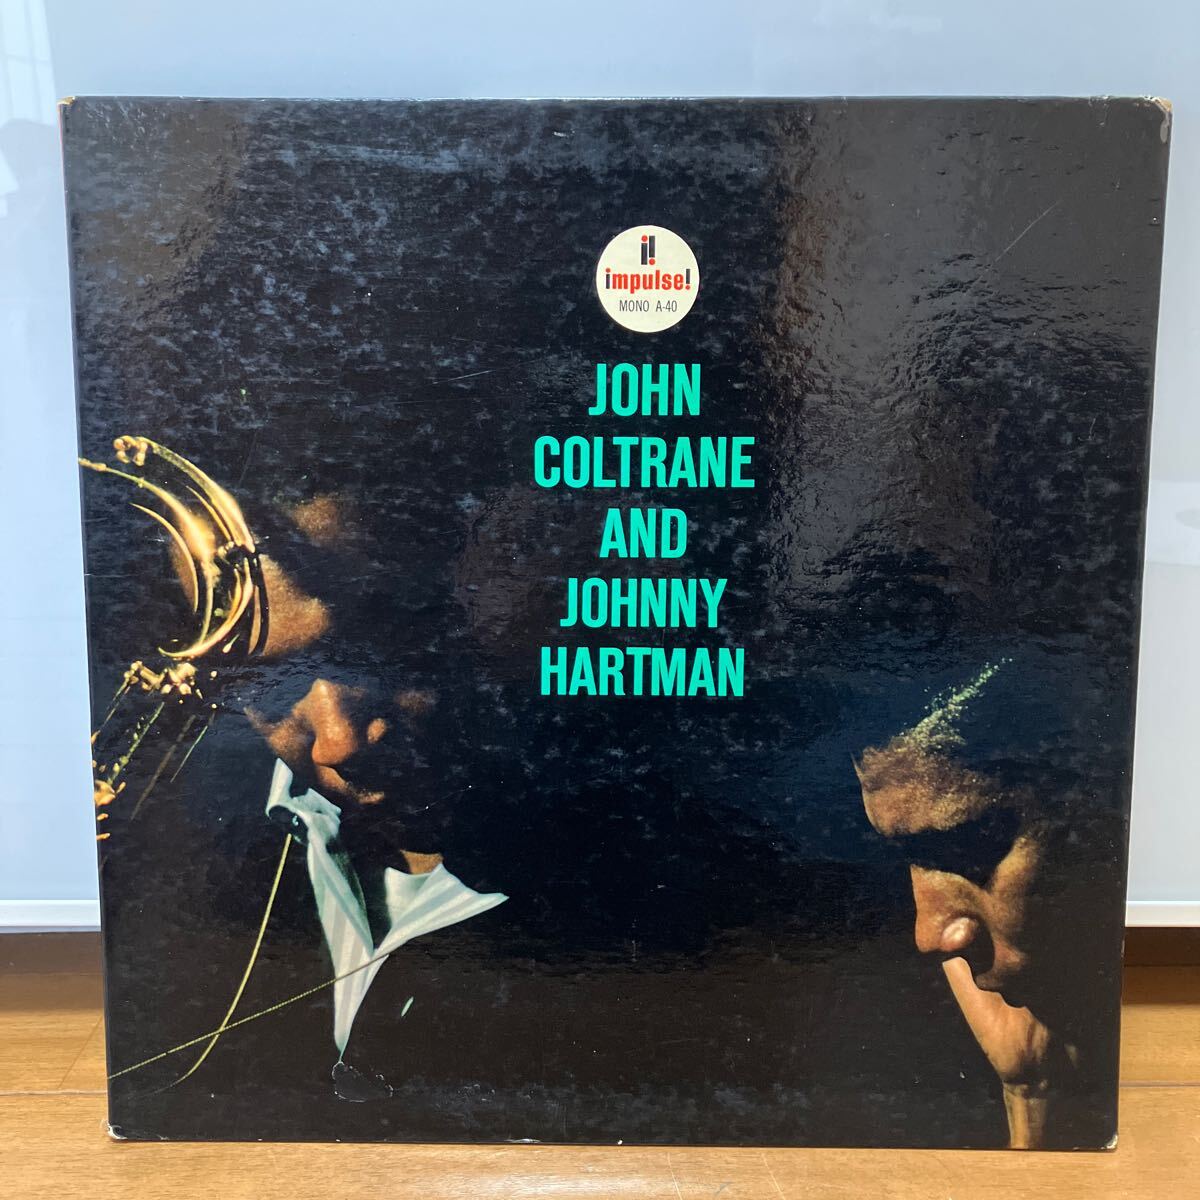 i!
impulse!
MONO A-40
JOHN
COLTRANE
AND
JOHNNY
HARTMAN